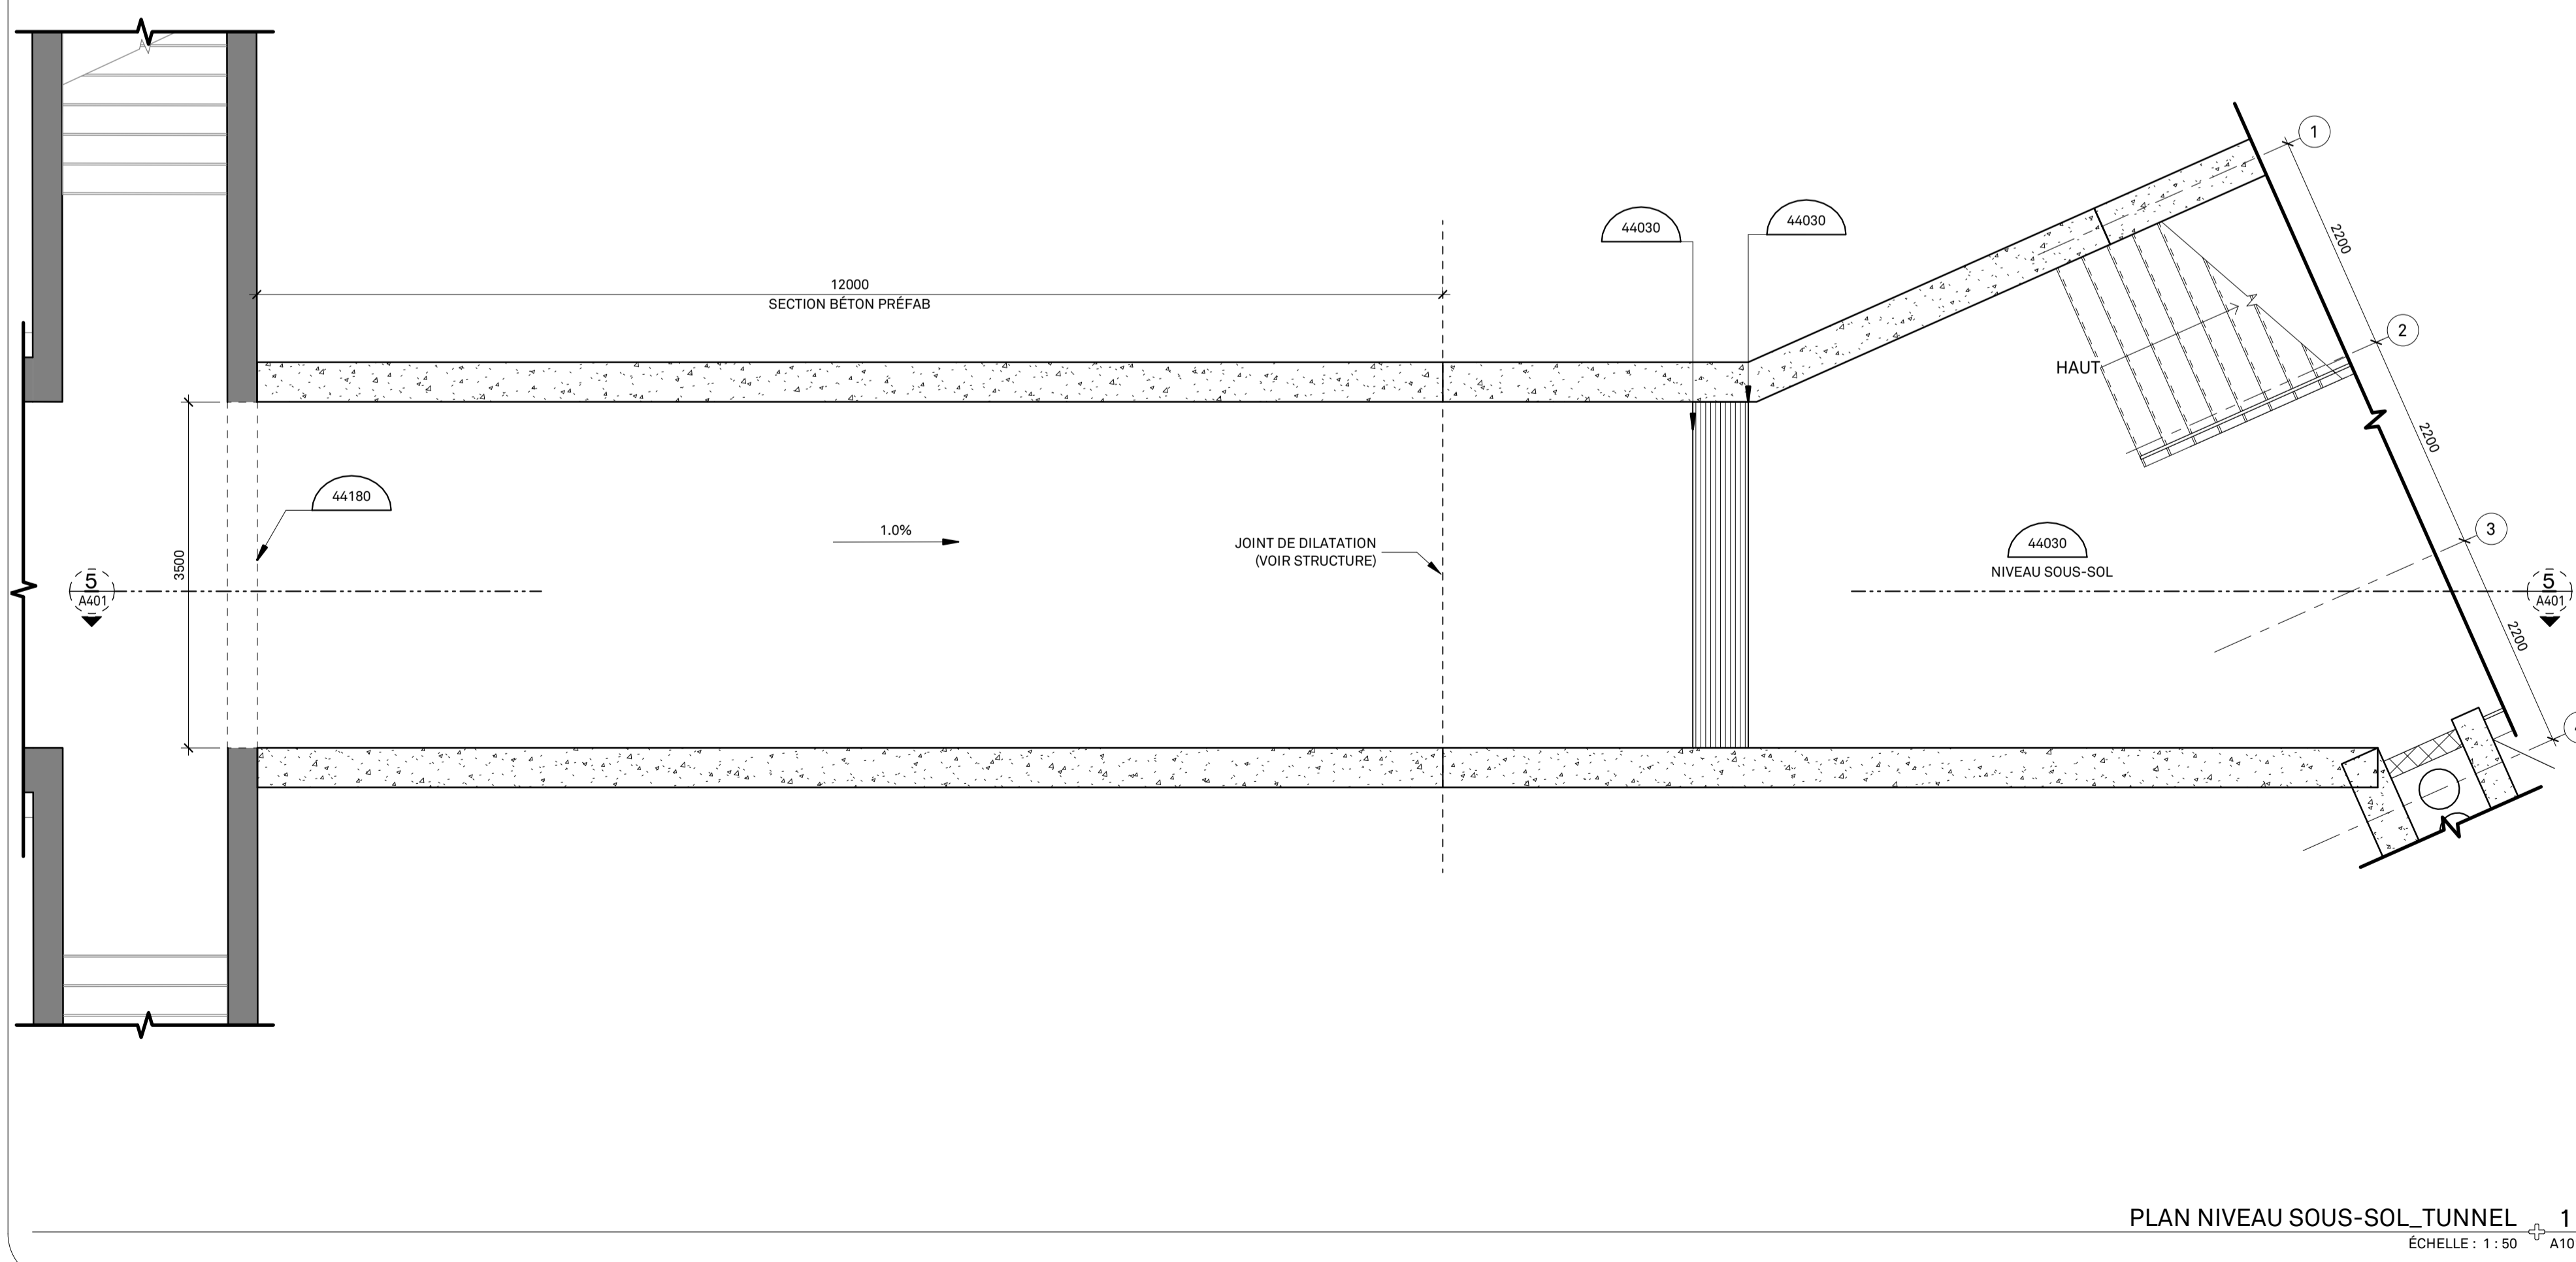 1
44030
44030
2200
12000
SECTION BÉTON PRÉFAB
2
HAUT
2200
44180
3
1.0%
JOINT DE DILATATION
(VOIR STRUCTURE)
44030
NIVEAU SOUS-SOL
3500
5
A401
5
A401
2200
PLAN NIVEAU SOUS-SOL_TUNNEL
1
ÉCHELLE : 1 : 50
A10